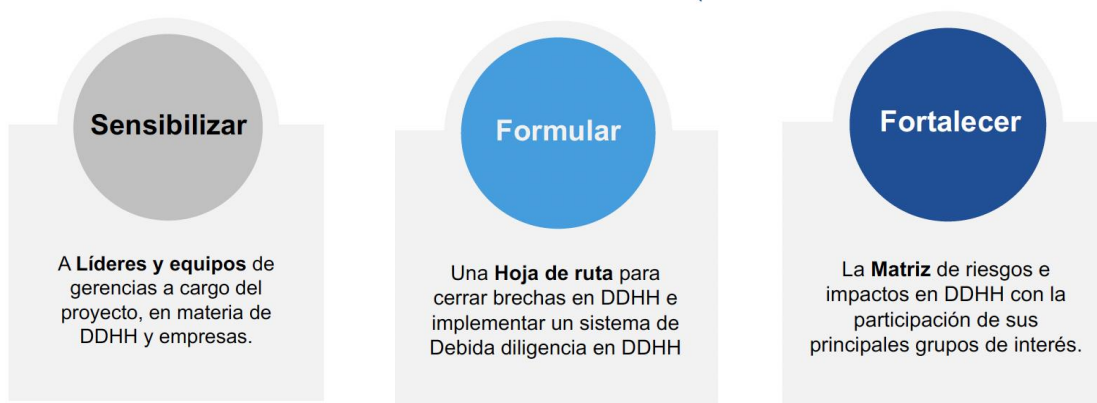 Sensibilizar
A Líderes y equipos de
gerencias a cargo del
proyecto, en materia de
DDHH y empresas.
Formular
Una Hoja de ruta para
cerrar brechas en DDHH e
implementar un sistema de
Debida diligencia en DDHH
Fortalecer
La Matriz de riesgos e
impactos en DDHH con la
participación de sus
principales grupos de interés.